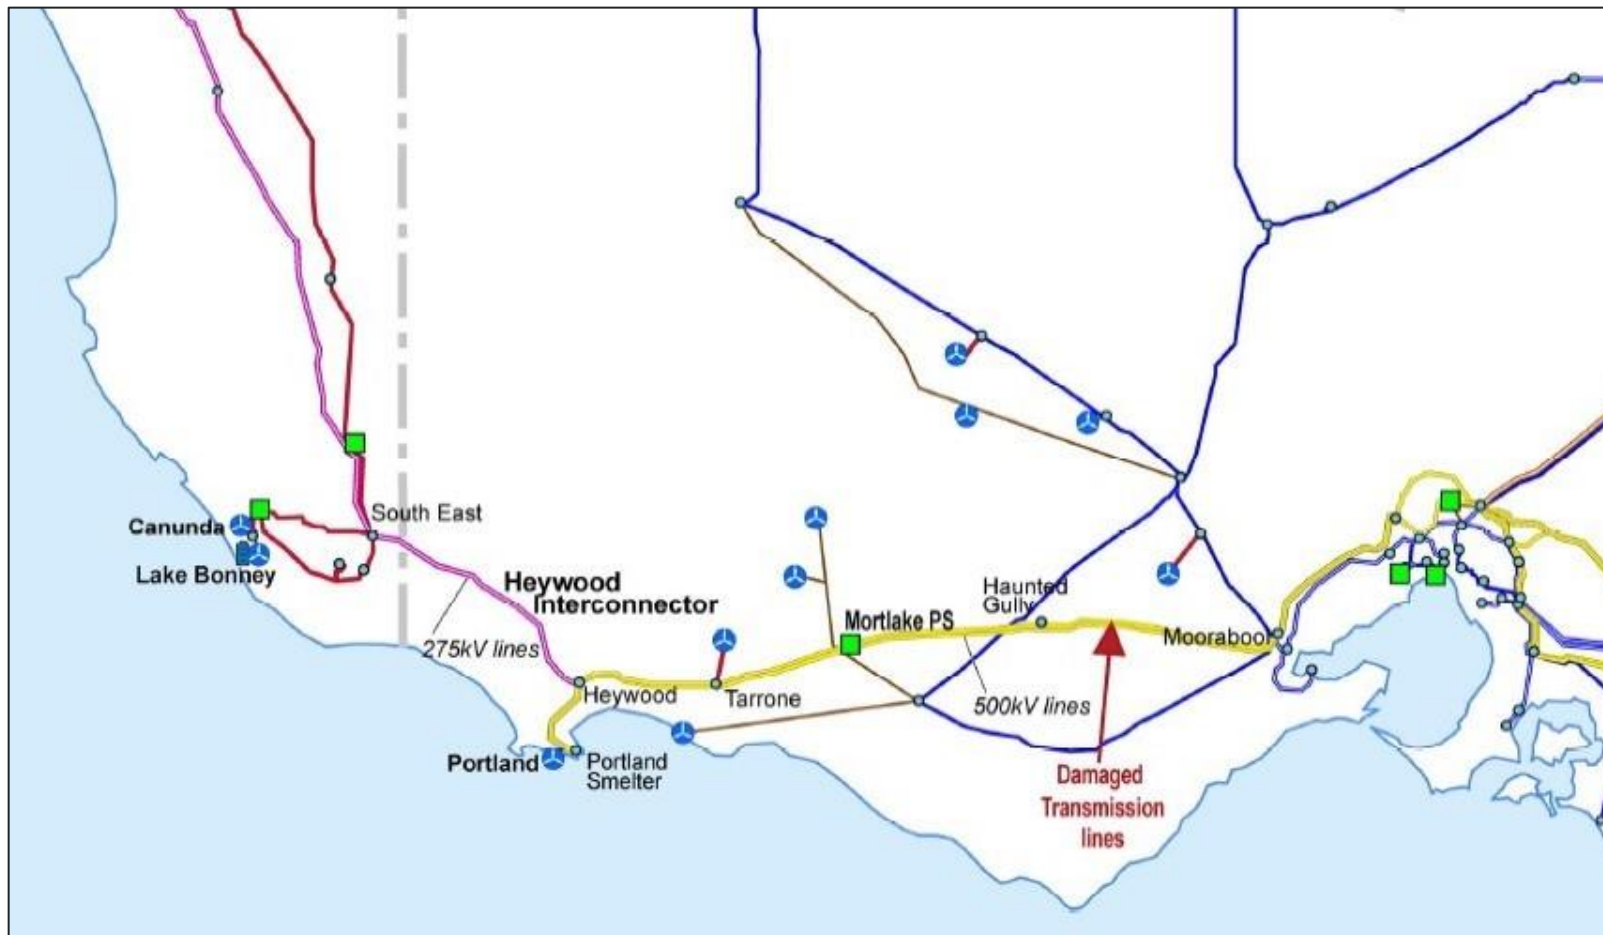 South East
Canunda
Lake Bonney
Heywood
Interconnector
275kV lines
Haunted
Gully
Mortlake PS
Moorabool
Heywood
Tarrone
500kV lines
Portland
Portland
Smelter
Damaged
Transmission
lines